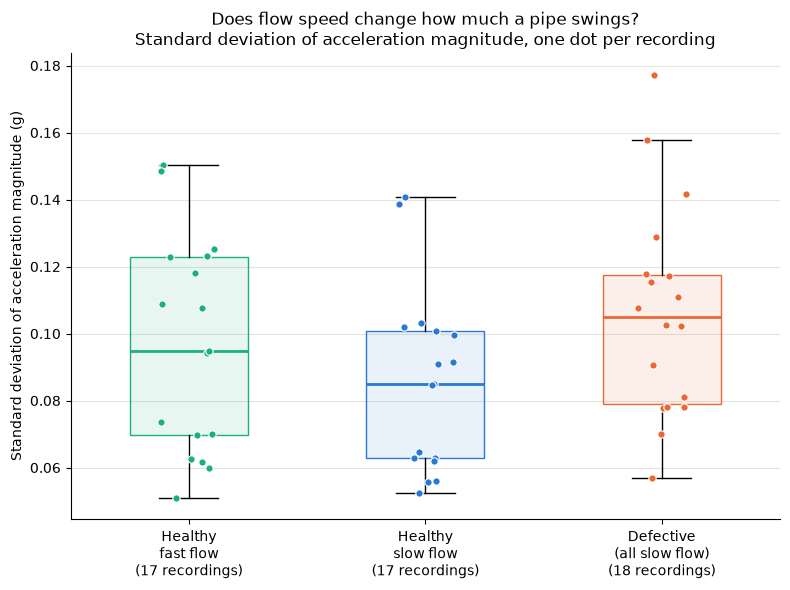 Does flow speed change how much a pipe swings?
Standard deviation of acceleration magnitude, one dot per recording
Standard deviation of acceleration magnitude (g)
0.18
0.16
0.14
0.12
0.10
0.08
0.06
Healthy
fast flow
(17 recordings)
Healthy
slow flow
(17 recordings)
Defective
(all slow flow)
(18 recordings)